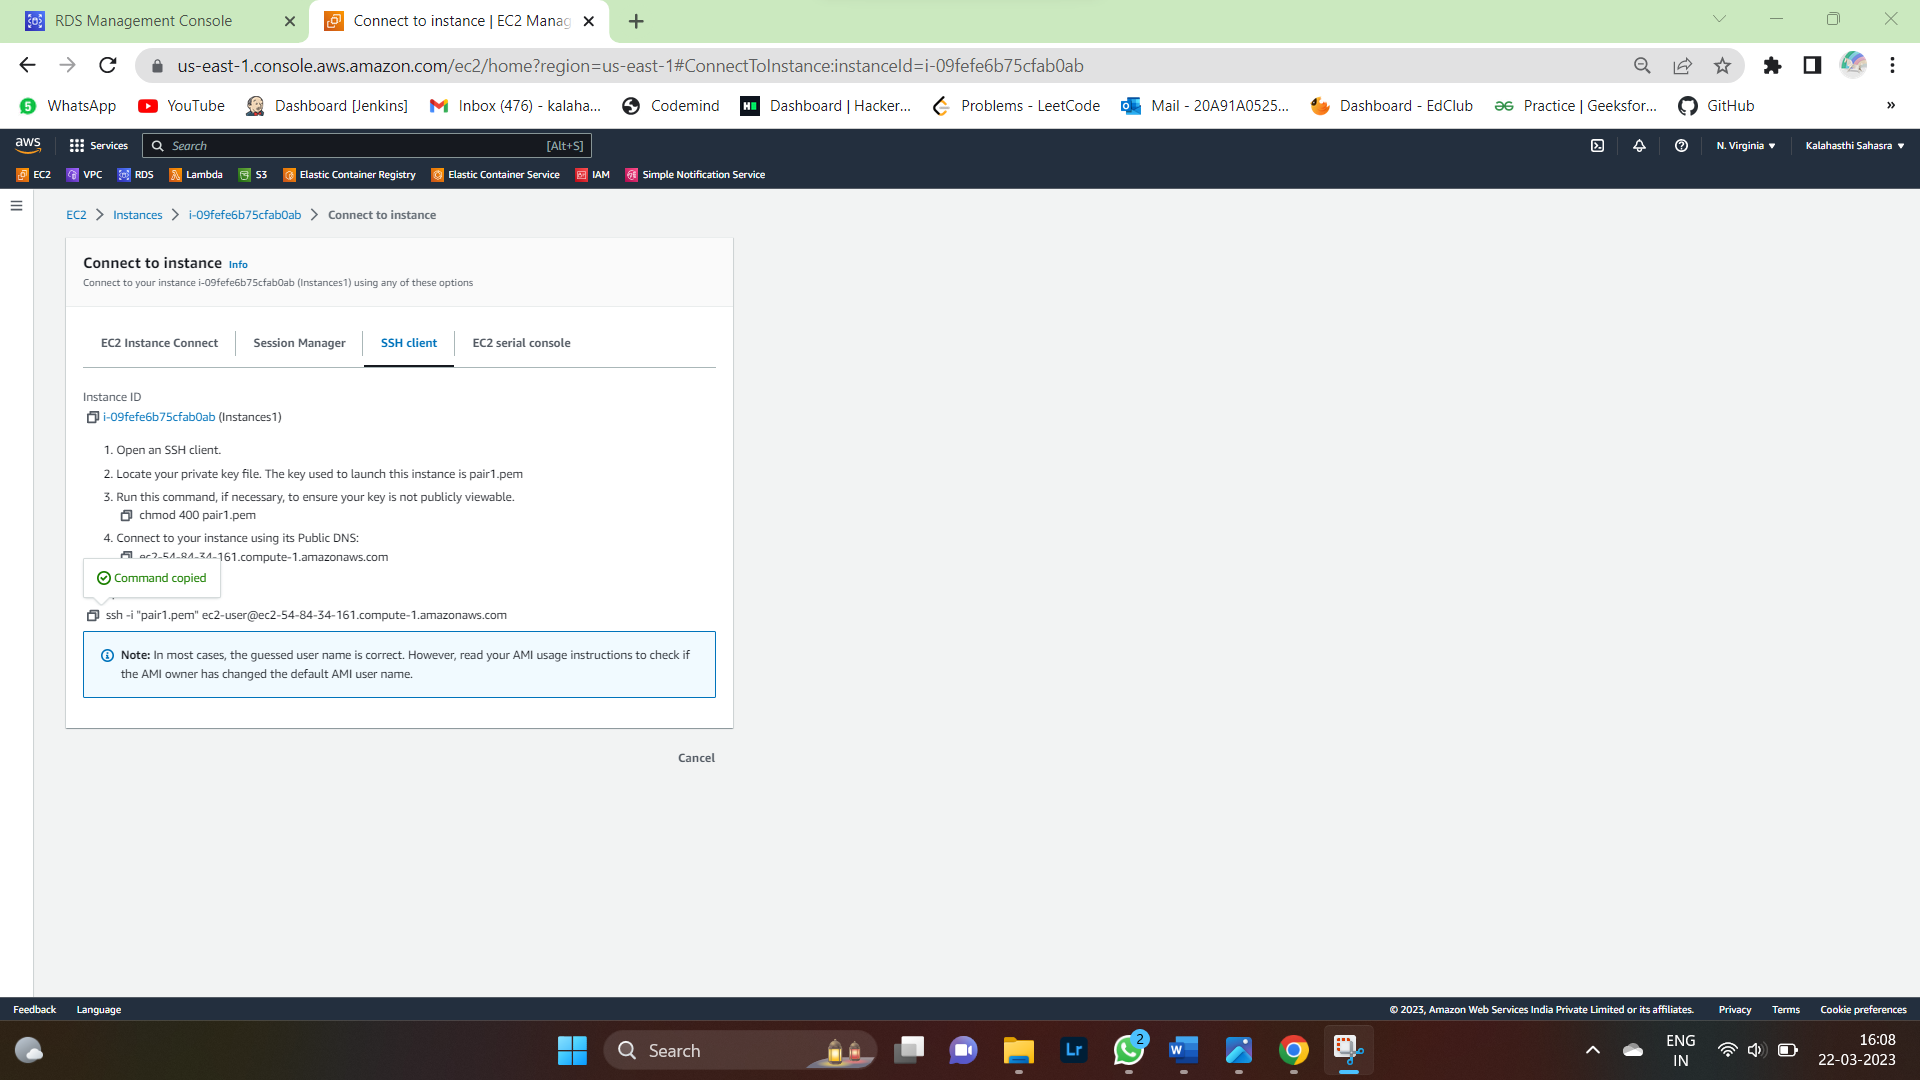 RDS Management Console
Connect to instance | EC2 Manag
us-east-1.console.aws.amazon.com/ec2/home?region=us-east-1#ConnectToInstance:instanceId=i-09fefe6b75cfab0ab
5 WhatsApp YouTube Dashboard [Jenkins] Inbox (476) - kalaha... Codemind Dashboard | Hacker... Problems - LeetCode Mail - 20A91A0525... Dashboard - EdClub Practice | Geeksfor... GitHub »
aws Services Search [Alt+S] N. Virginia Kalahasthi Sahasra
EC2 VPC RDS Lambda S3 Elastic Container Registry Elastic Container Service IAM Simple Notification Service
EC2 > Instances > i-09fefe6b75cfab0ab > Connect to instance
Connect to instance Info
Connect to your instance i-09fefe6b75cfab0ab (Instances1) using any of these options
EC2 Instance Connect Session Manager SSH client EC2 serial console
Instance ID
i-09fefe6b75cfab0ab (Instances1)
1. Open an SSH client.
2. Locate your private key file. The key used to launch this instance is pair1.pem
3. Run this command, if necessary, to ensure your key is not publicly viewable.
chmod 400 pair1.pem
4. Connect to your instance using its Public DNS:
ec2-54-84-34-161.compute-1.amazonaws.com
Command copied
ssh -i "pair1.pem" ec2-user@ec2-54-84-34-161.compute-1.amazonaws.com
Note: In most cases, the guessed user name is correct. However, read your AMI usage instructions to check if
the AMI owner has changed the default AMI user name.
Cancel
Feedback Language © 2023, Amazon Web Services India Private Limited or its affiliates. Privacy Terms Cookie preferences
Search Lr 2 W ENG
IN
16:08
22-03-2023